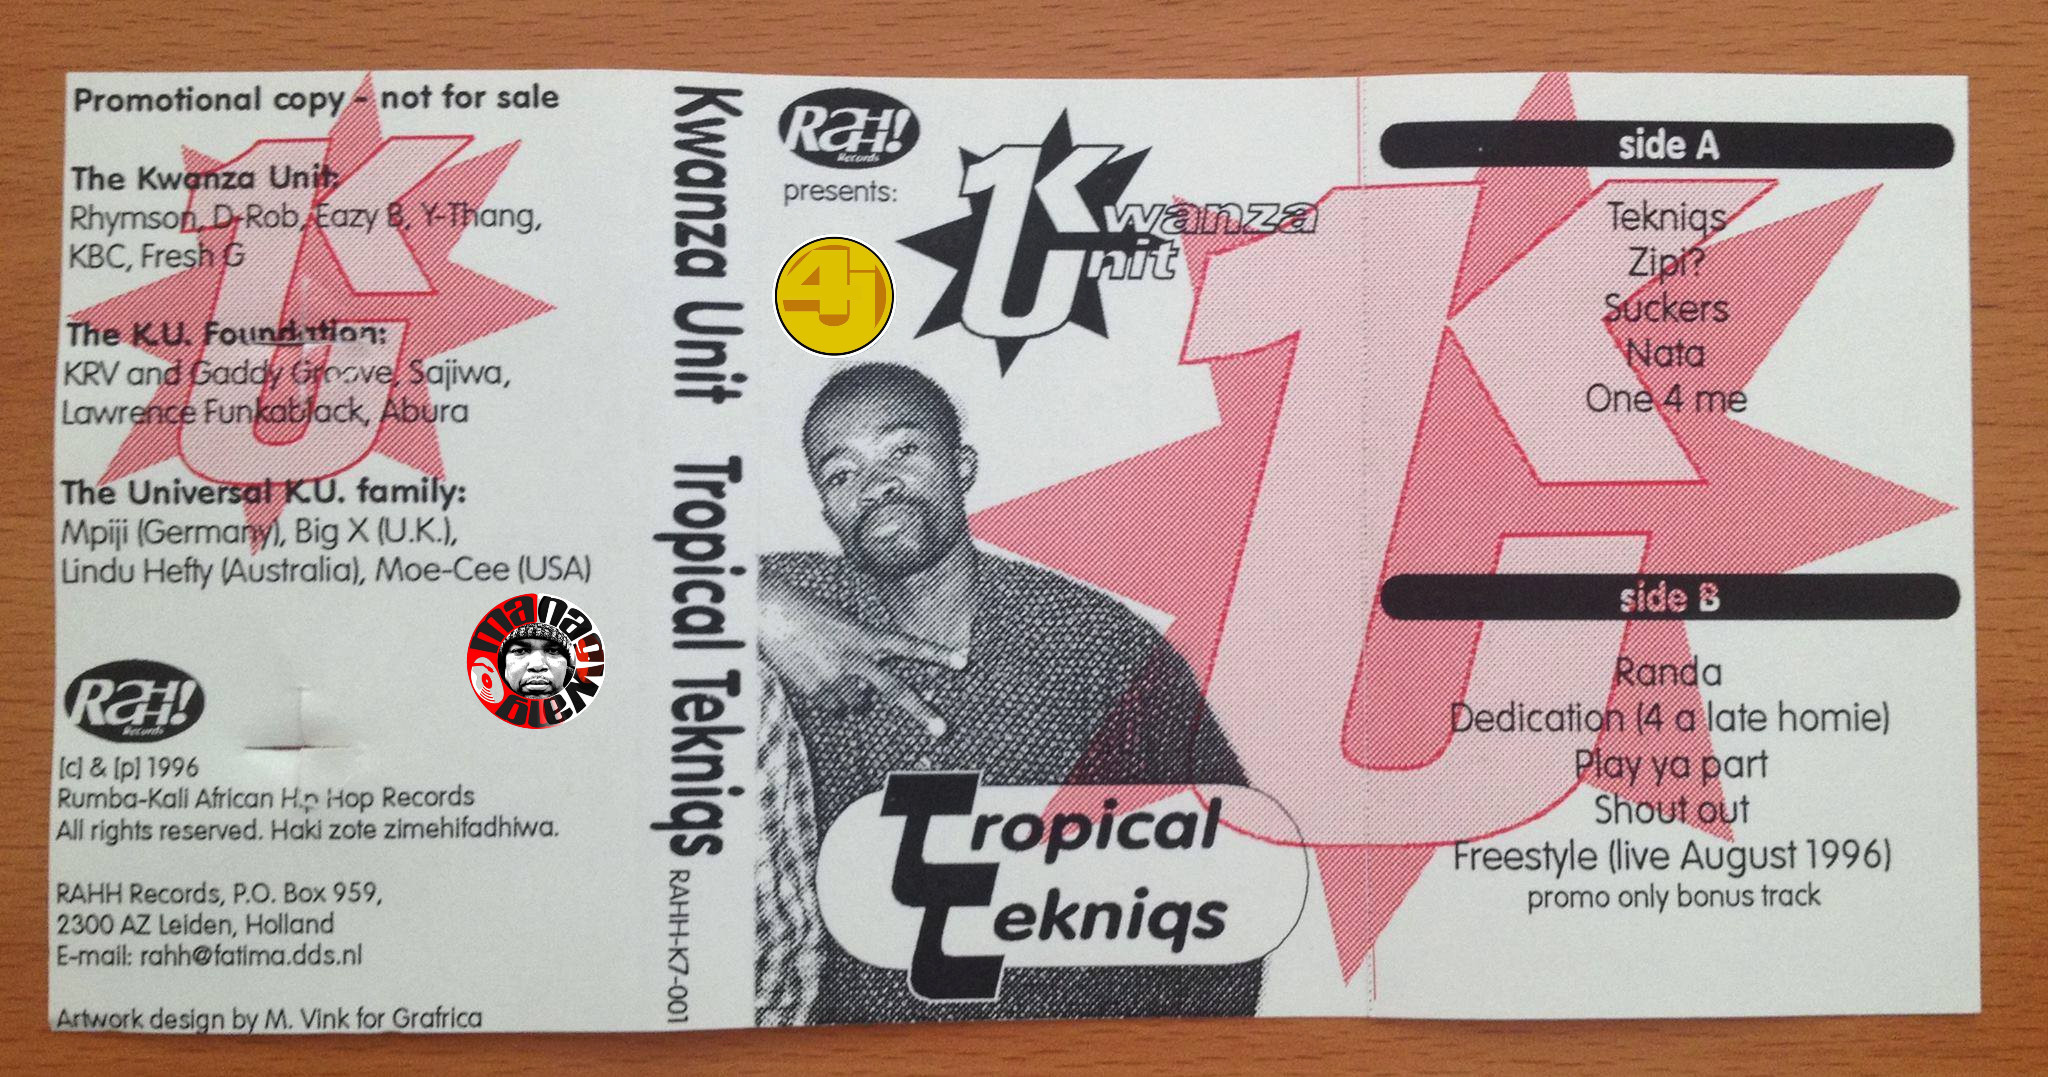 Promotional copy - not for sale
The Kwanza Unit:
Rhymson, D-Rob, Eazy B, Y-Thang,
KBC, Fresh G
The K.U. Foundation:
KRV and Gaddy Groove, Sajiwa,
Lawrence Funkablack, Abura
The Universal K.U. family:
Mpiji (Germany), Big X (U.K.),
Lindu Hefty (Australia), Moe-Cee (USA)
RAHH!
Records
[c] & [p] 1996
Rumba-Kali African Hip Hop Records
All rights reserved. Haki zote zimehifadhiwa.
RAHH Records, P.O. Box 959,
2300 AZ Leiden, Holland
E-mail: rahh@fatima.dds.nl
Artwork design by M. Vink for Grafrica
Kwanza Unit Tropical Tekniqs RAHH-K7-001
RAHH!
Records
presents:
Kwanza
Unit
Tropical
Tekniqs
side A
Tekniqs
Zipi?
Suckers
Nata
One 4 me
side B
Randa
Dedication (4 a late homie)
Play ya part
Shout out
Freestyle (live August 1996)
promo only bonus track